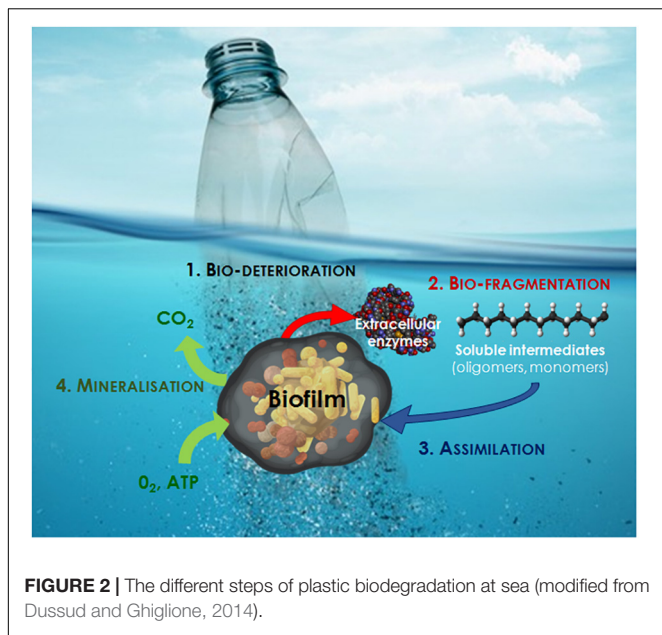 1. BIO-DETERIORATION
2. BIO-FRAGMENTATION
CO2
Extracellular
enzymes
Soluble intermediates
(oligomers, monomers)
4. MINERALISATION
Biofilm
3. ASSIMILATION
02, ATP
FIGURE 2 | The different steps of plastic biodegradation at sea (modified from
Dussud and Ghiglione, 2014).